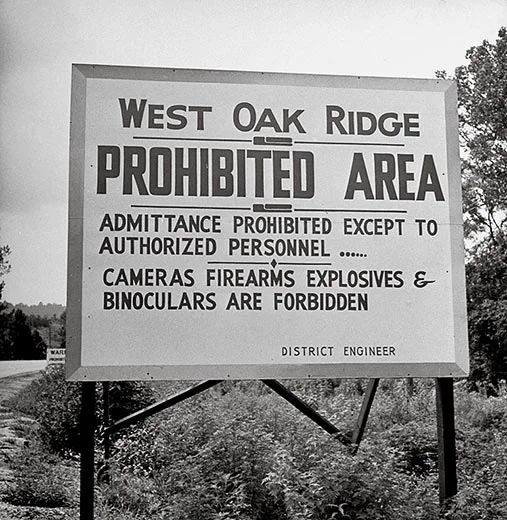 WEST OAK RIDGE
PROHIBITED AREA
ADMITTANCE PROHIBITED EXCEPT TO
AUTHORIZED PERSONNEL ......
CAMERAS FIREARMS EXPLOSIVES &
BINOCULARS ARE FORBIDDEN
DISTRICT ENGINEER